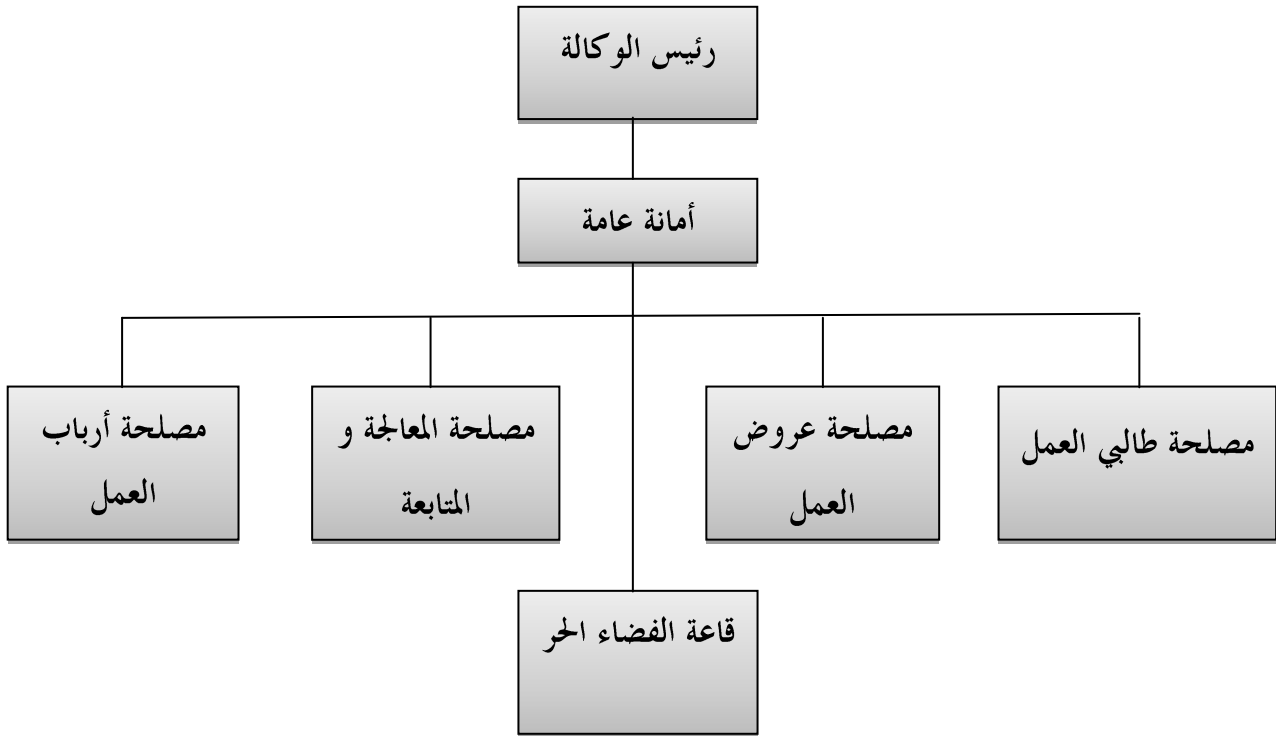 رئيس الوكالة
أمانة عامة
مصلحة طالبي العمل
مصلحة عروض
العمل
مصلحة المعالجة و
المتابعة
مصلحة أرباب
العمل
قاعة الفضاء الحر